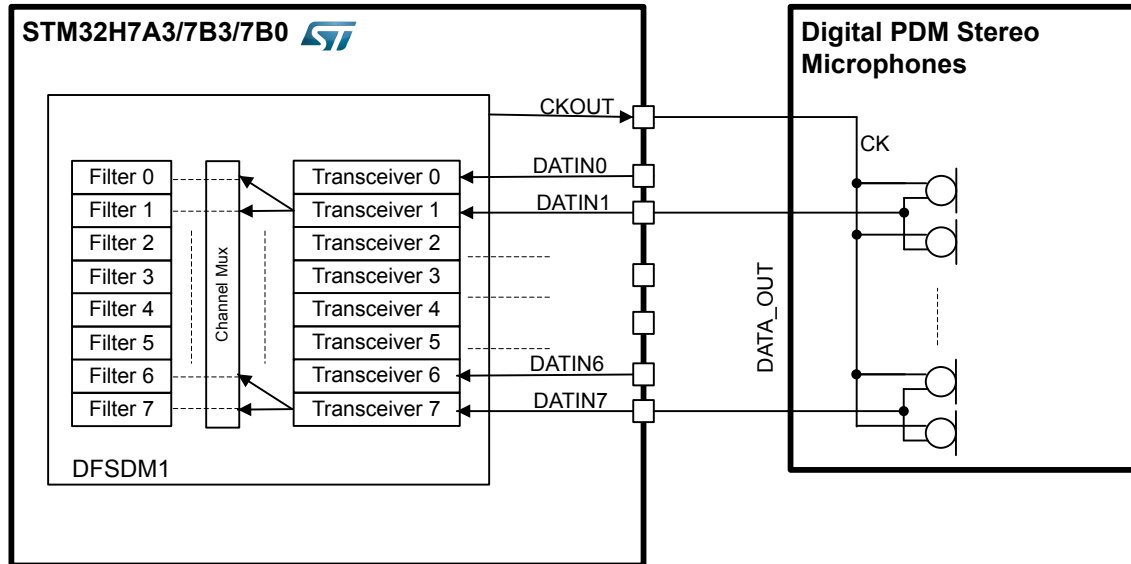 STM32H7A3/7B3/7B0
ST
Digital PDM Stereo
Microphones
CKOUT
CK
DATIN0
DATIN1
Filter 0
Filter 1
Filter 2
Filter 3
Filter 4
Filter 5
Filter 6
Filter 7
Channel Mux
Transceiver 0
Transceiver 1
Transceiver 2
Transceiver 3
Transceiver 4
Transceiver 5
Transceiver 6
Transceiver 7
DATIN6
DATIN7
DATA_OUT
DFSDM1